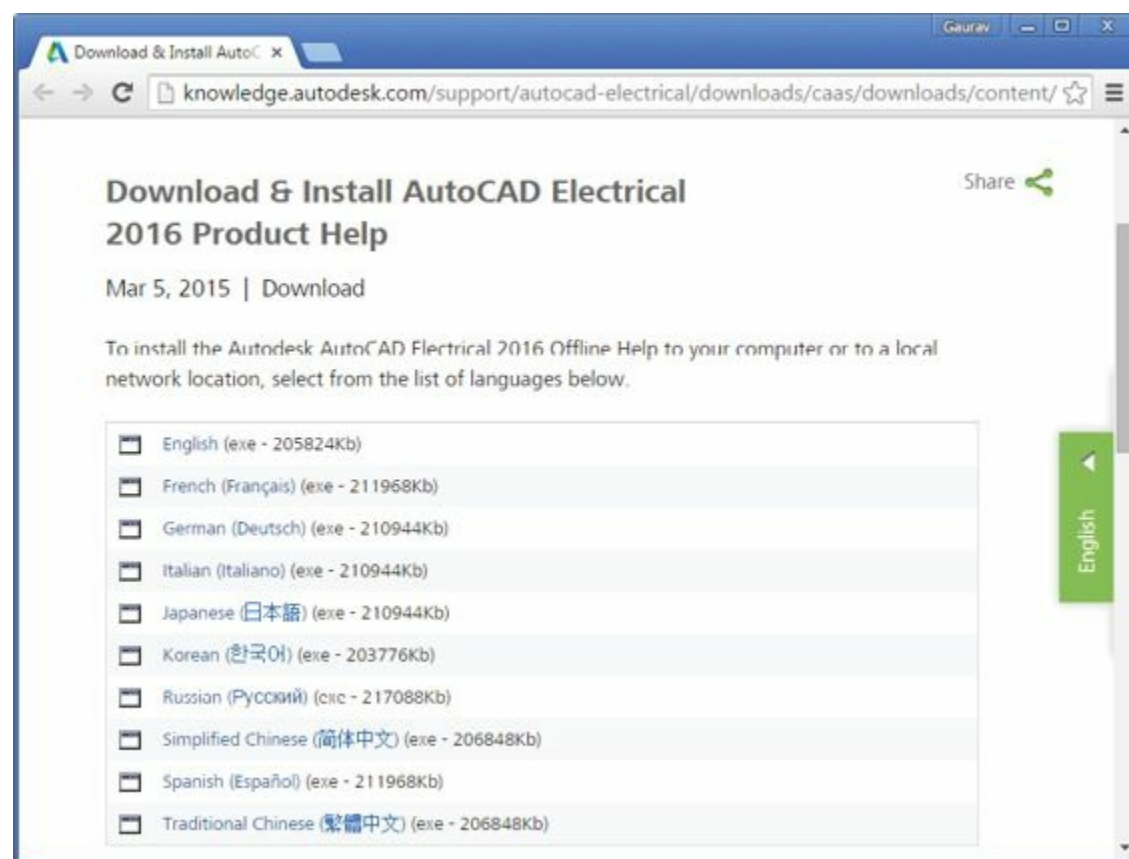 Gaurav
Download & Install AutoC
knowledge.autodesk.com/support/autocad-electrical/downloads/caas/downloads/content/
Share
Download & Install AutoCAD Electrical
2016 Product Help
Mar 5, 2015 | Download
To install the Autodesk AutoCAD Electrical 2016 Offline Help to your computer or to a local
network location, select from the list of languages below.
English (exe - 205824Kb)
French (Français) (exe - 211968Kb)
German (Deutsch) (exe - 210944Kb)
Italian (Italiano) (exe - 210944Kb)
Japanese (日本語) (exe - 210944Kb)
Korean (한국어) (exe - 203776Kb)
Russian (Русский) (exe - 217088Kb)
Simplified Chinese (简体中文) (exe - 206848Kb)
Spanish (Español) (exe - 211968Kb)
Traditional Chinese (繁體中文) (exe - 206848Kb)
English